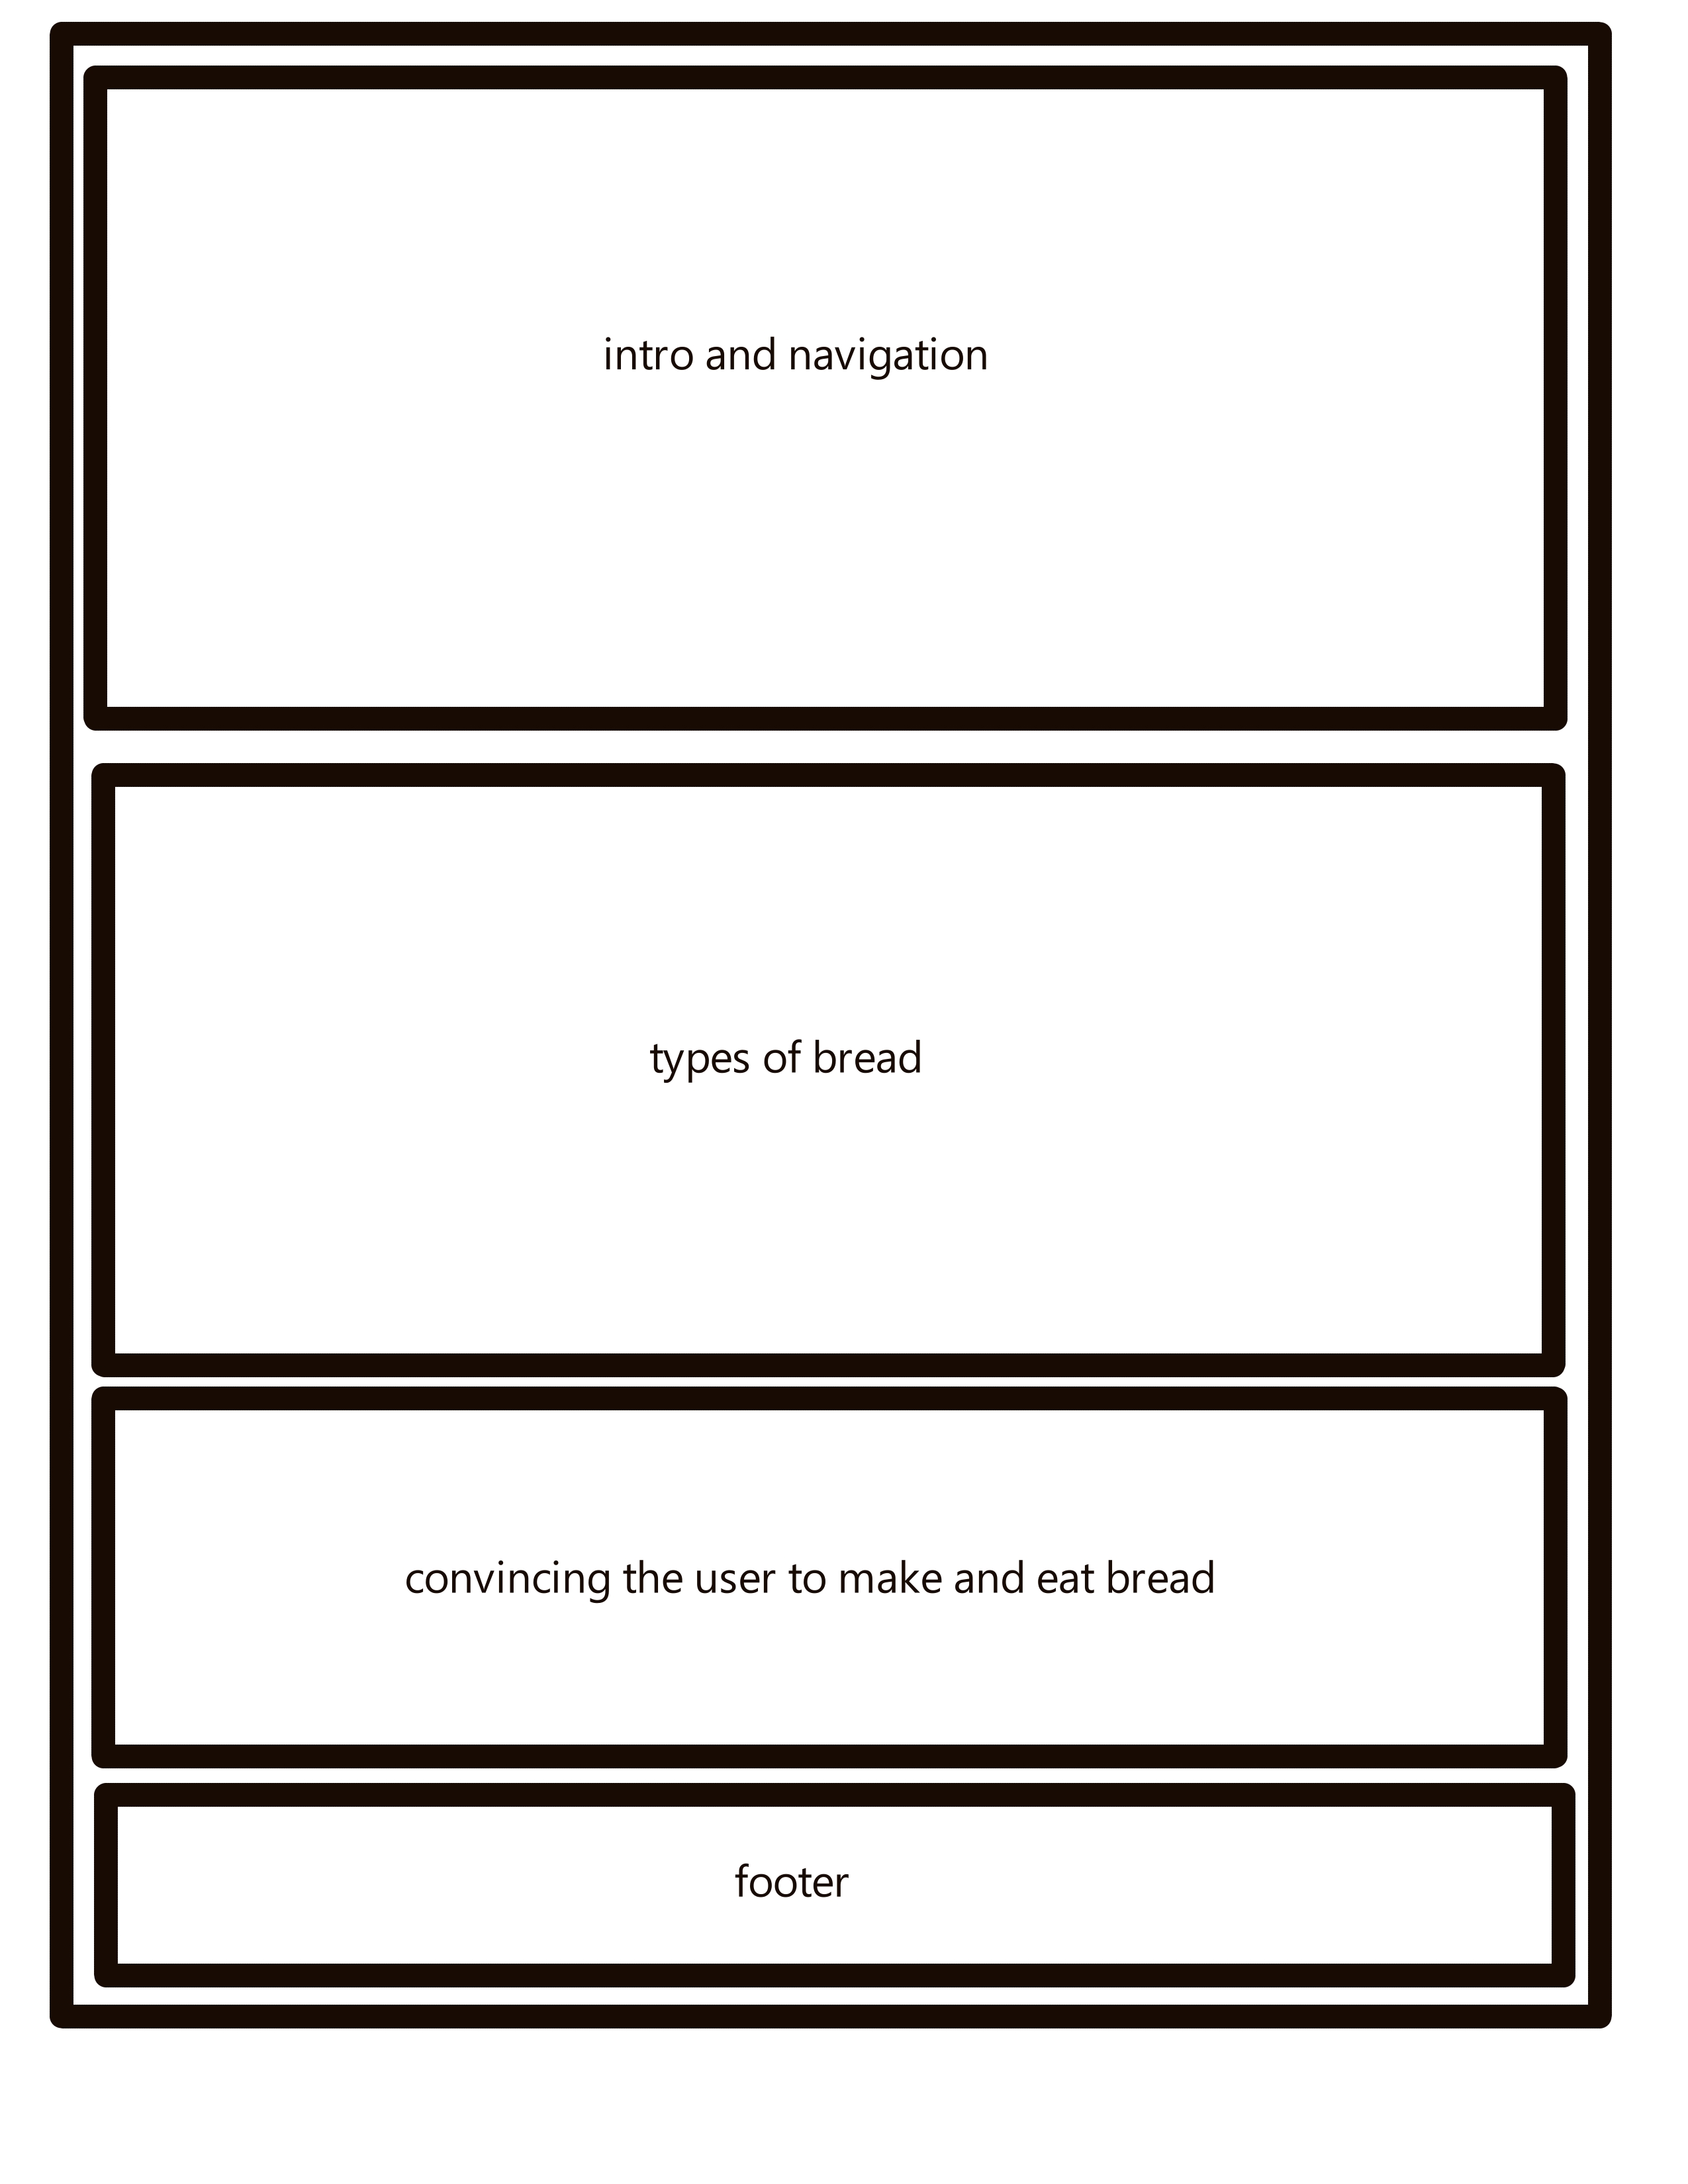 intro and navigation
types of bread
convincing the user to make and eat bread
footer